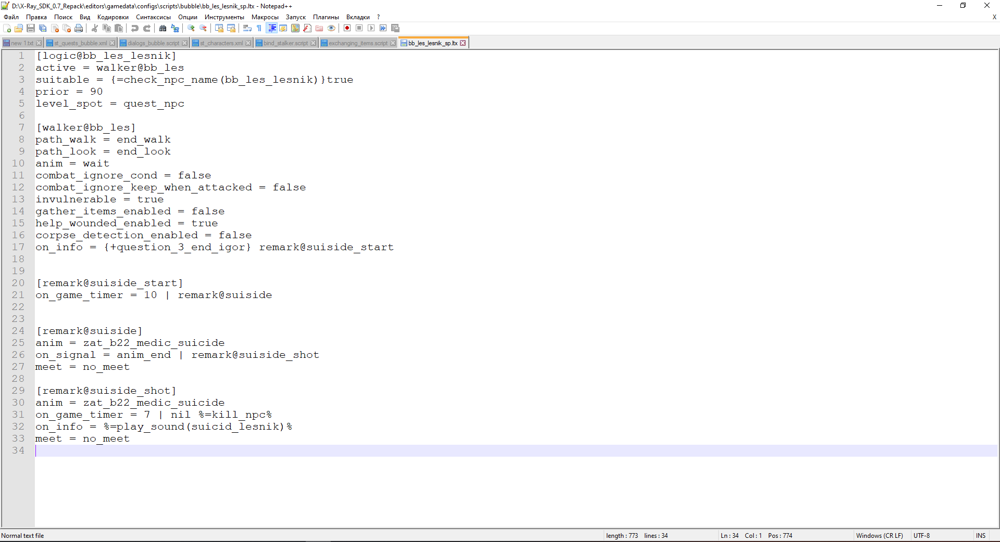 D:\X-Ray_SDK_0.7_Repack\editors\gamedata\configs\scripts\bubble\bb_les_lesnik_sp.ltx - Notepad++
Файл Правка Поиск Вид Кодировки Синтаксисы Опции Инструменты Макросы Запуск Плагины Вкладки ? X
new 1.txt st_quests_bubble.xml dialogs_bubble.script st_characters.xml bind_stalker.script exchanging_items.script bb_les_lesnik_sp.ltx
1 [logic@bb_les_lesnik]
2 active = walker@bb_les
3 suitable = {=check_npc_name(bb_les_lesnik)}true
4 prior = 90
5 level_spot = quest_npc
6
7 [walker@bb_les]
8 path_walk = end_walk
9 path_look = end_look
10 anim = wait
11 combat_ignore_cond = false
12 combat_ignore_keep_when_attacked = false
13 invulnerable = true
14 gather_items_enabled = false
15 help_wounded_enabled = true
16 corpse_detection_enabled = false
17 on_info = {+question_3_end_igor} remark@suiside_start
18
19
20 [remark@suiside_start]
21 on_game_timer = 10 | remark@suiside
22
23
24 [remark@suiside]
25 anim = zat_b22_medic_suicide
26 on_signal = anim_end | remark@suiside_shot
27 meet = no_meet
28
29 [remark@suiside_shot]
30 anim = zat_b22_medic_suicide
31 on_game_timer = 7 | nil %=kill_npc%
32 on_info = %=play_sound(suicid_lesnik)%
33 meet = no_meet
34
Normal text file length : 773 lines : 34 Ln : 34 Col : 1 Pos : 774 Windows (CR LF) UTF-8 INS